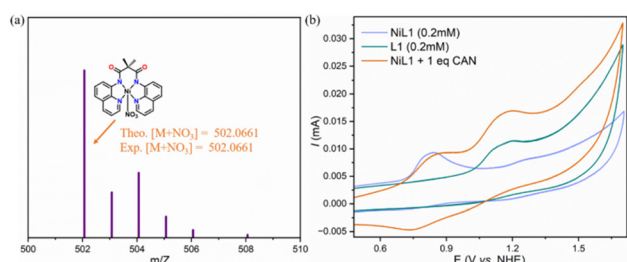 (a)
O
O
N
N
Ni
N
N
NO3
Theo. [M+NO3] = 502.0661
Exp. [M+NO3] = 502.0661
500
502
504
506
508
510
m/Z
(b)
NiL1 (0.2mM)
L1 (0.2mM)
NiL1 + 1 eq CAN
I (mA)
0.030
0.025
0.020
0.015
0.010
0.005
0.000
-0.005
0.6
0.9
1.2
1.5
E (V vs. NHE)